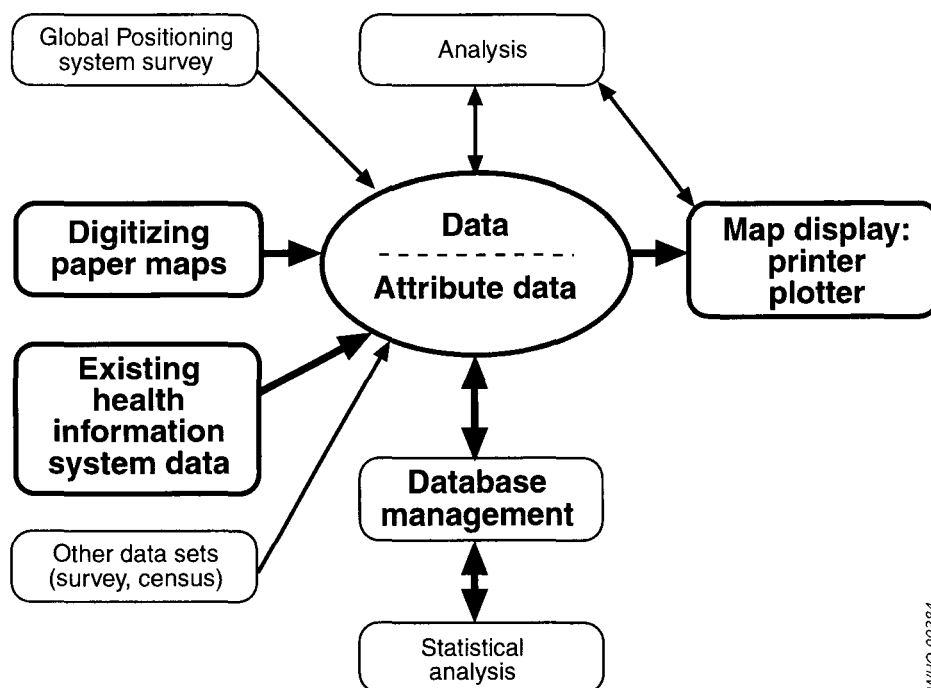 Global Positioning
system survey
Analysis
Digitizing
paper maps
Data
Attribute data
Map display:
printer
plotter
Existing
health
information
system data
Database
management
Other data sets
(survey, census)
Statistical
analysis